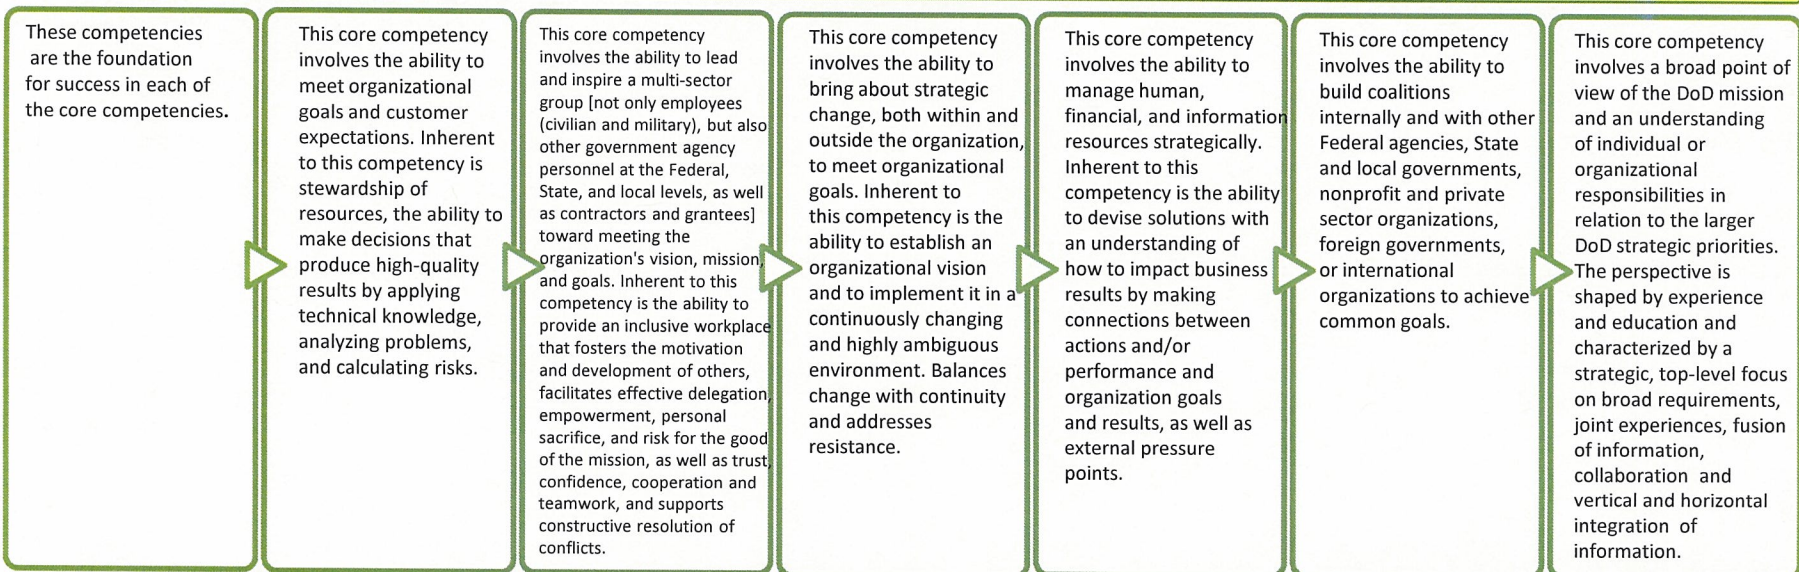 These competencies
are the foundation
for success in each of
the core competencies.
This core competency
involves the ability to
meet organizational
goals and customer
expectations. Inherent
to this competency is
stewardship of
resources, the ability to
make decisions that
produce high-quality
results by applying
technical knowledge,
analyzing problems,
and calculating risks.
This core competency
involves the ability to lead
and inspire a multi-sector
group [not only employees
(civilian and military), but also
other government agency
personnel at the Federal,
State, and local levels, as well
as contractors and grantees]
toward meeting the
organization's vision, mission,
and goals. Inherent to this
competency is the ability to
provide an inclusive workplace
that fosters the motivation
and development of others,
facilitates effective delegation,
empowerment, personal
sacrifice, and risk for the good
of the mission, as well as trust,
confidence, cooperation and
teamwork, and supports
constructive resolution of
conflicts.
This core competency
involves the ability to
bring about strategic
change, both within and
outside the organization,
to meet organizational
goals. Inherent to
this competency is the
ability to establish an
organizational vision
and to implement it in a
continuously changing
and highly ambiguous
environment. Balances
change with continuity
and addresses
resistance.
This core competency
involves the ability to
manage human,
financial, and information
resources strategically.
Inherent to this
competency is the ability
to devise solutions with
an understanding of
how to impact business
results by making
connections between
actions and/or
performance and
organization goals
and results, as well as
external pressure
points.
This core competency
involves the ability to
build coalitions
internally and with other
Federal agencies, State
and local governments,
nonprofit and private
sector organizations,
foreign governments,
or international
organizations to achieve
common goals.
This core competency
involves a broad point of
view of the DoD mission
and an understanding
of individual or
organizational
responsibilities in
relation to the larger
DoD strategic priorities.
The perspective is
shaped by experience
and education and
characterized by a
strategic, top-level focus
on broad requirements,
joint experiences, fusion
of information,
collaboration and
vertical and horizontal
integration of
information.